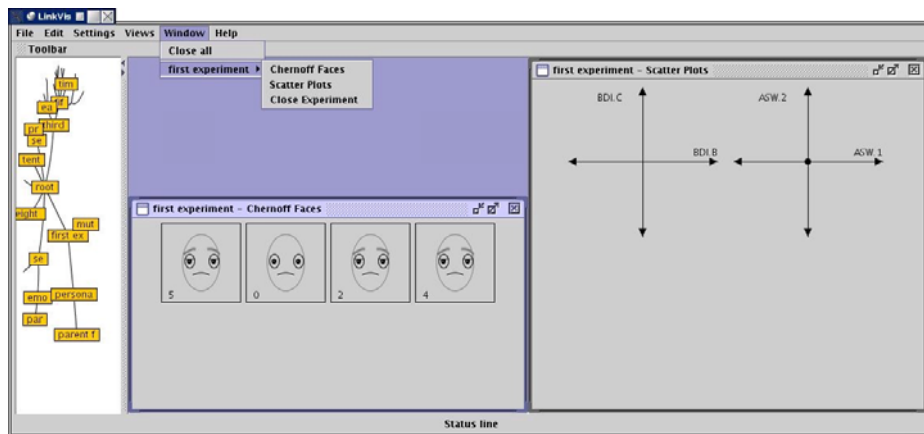 LinkVis
File Edit Settings Views Window Help
Toolbar
Close all
first experiment
Chernoff Faces
Scatter Plots
Close Experiment
tim
ea
third
pr
se
tent
root
eight
mut
first ex
se
emo
persona
par
parent f
first experiment - Chernoff Faces
5
0
2
4
first experiment - Scatter Plots
BDI.C
BDI.B
ASW.2
ASW.1
Status line